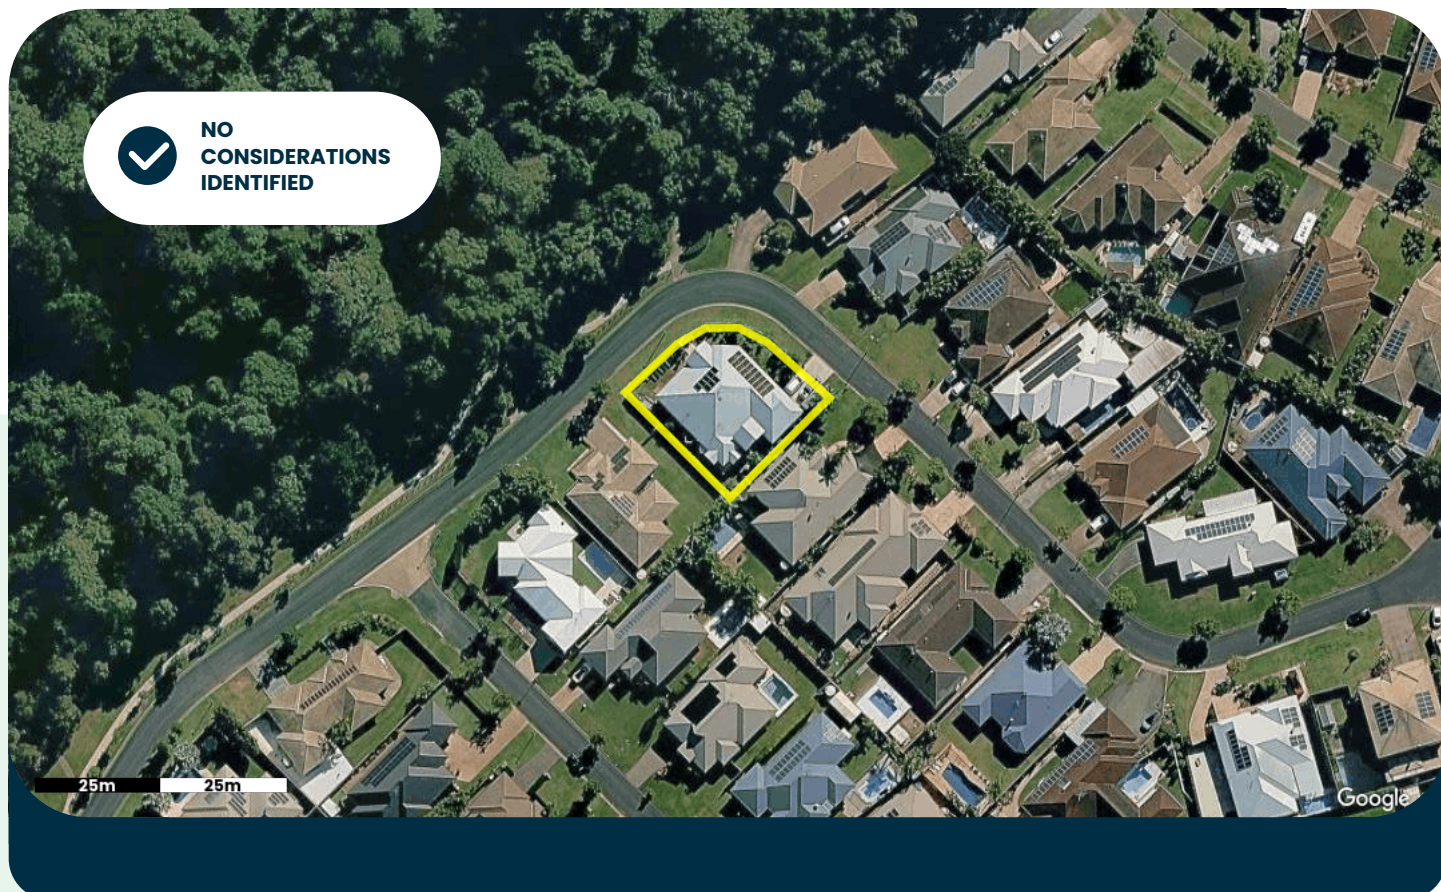 NO
CONSIDERATIONS
IDENTIFIED
25m 25m
Google